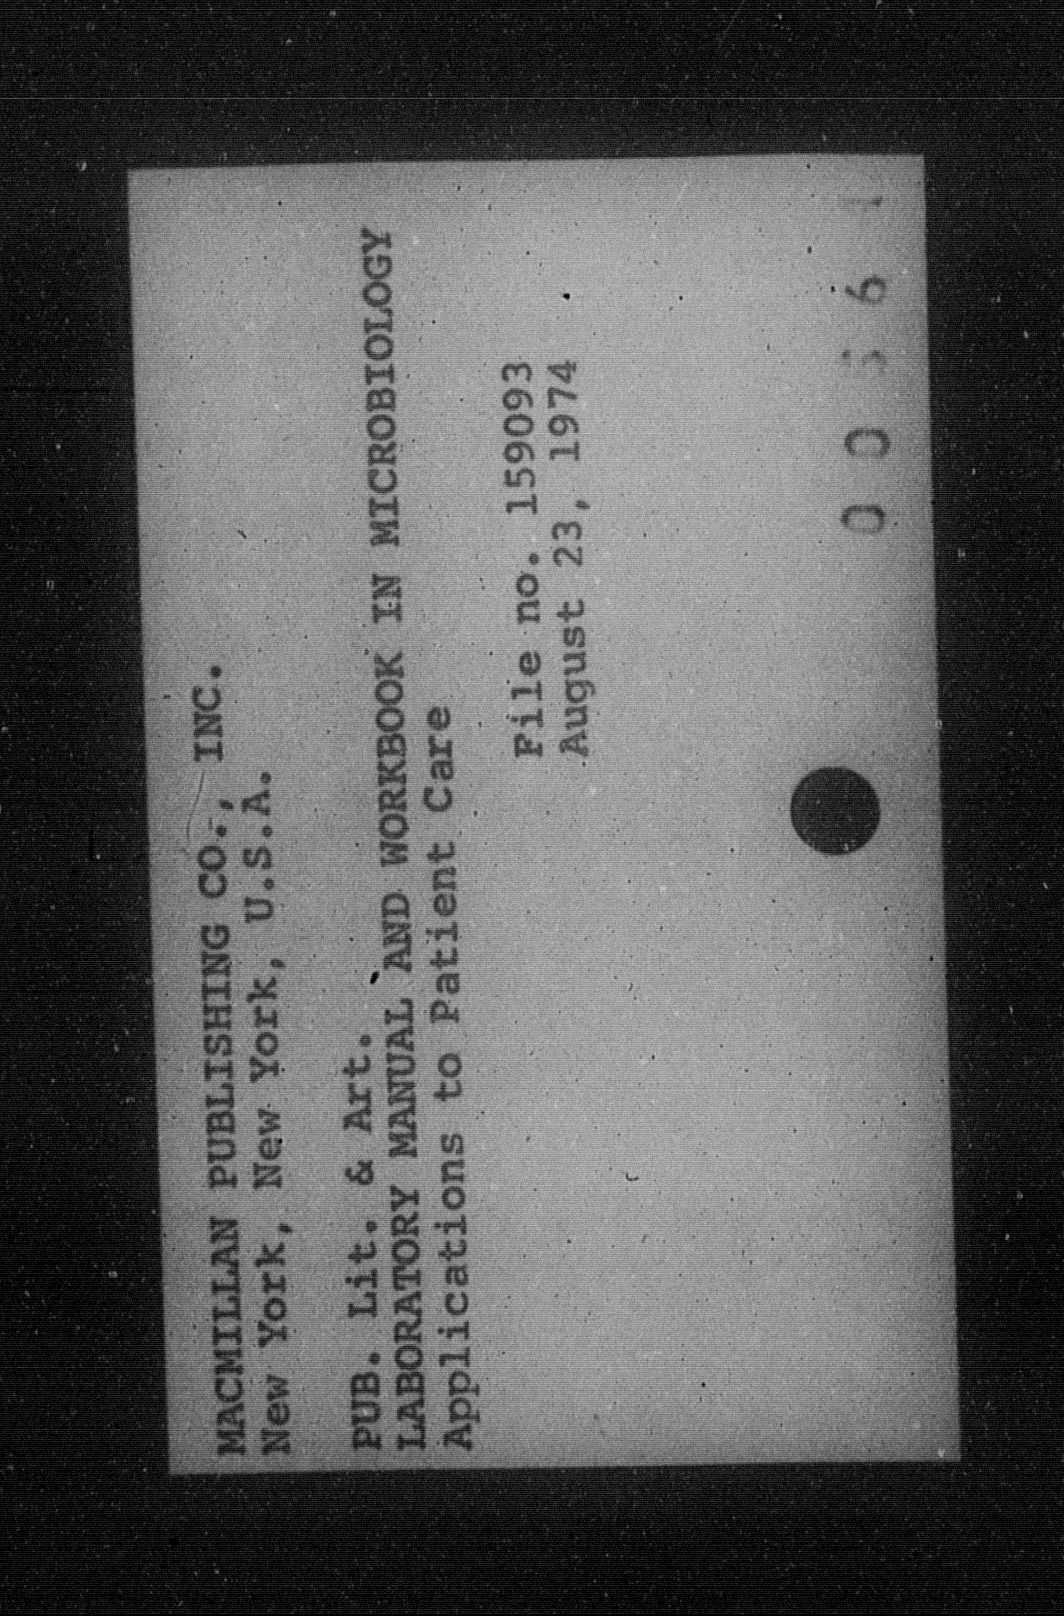 MACMILLAN PUBLISHING CO., INC.
New York, New York, U.S.A.
PUB. Lit. & Art.
LABORATORY MANUAL AND WORKBOOK IN MICROBIOLOGY
Applications to Patient Care
File no. 159093
August 23, 1974